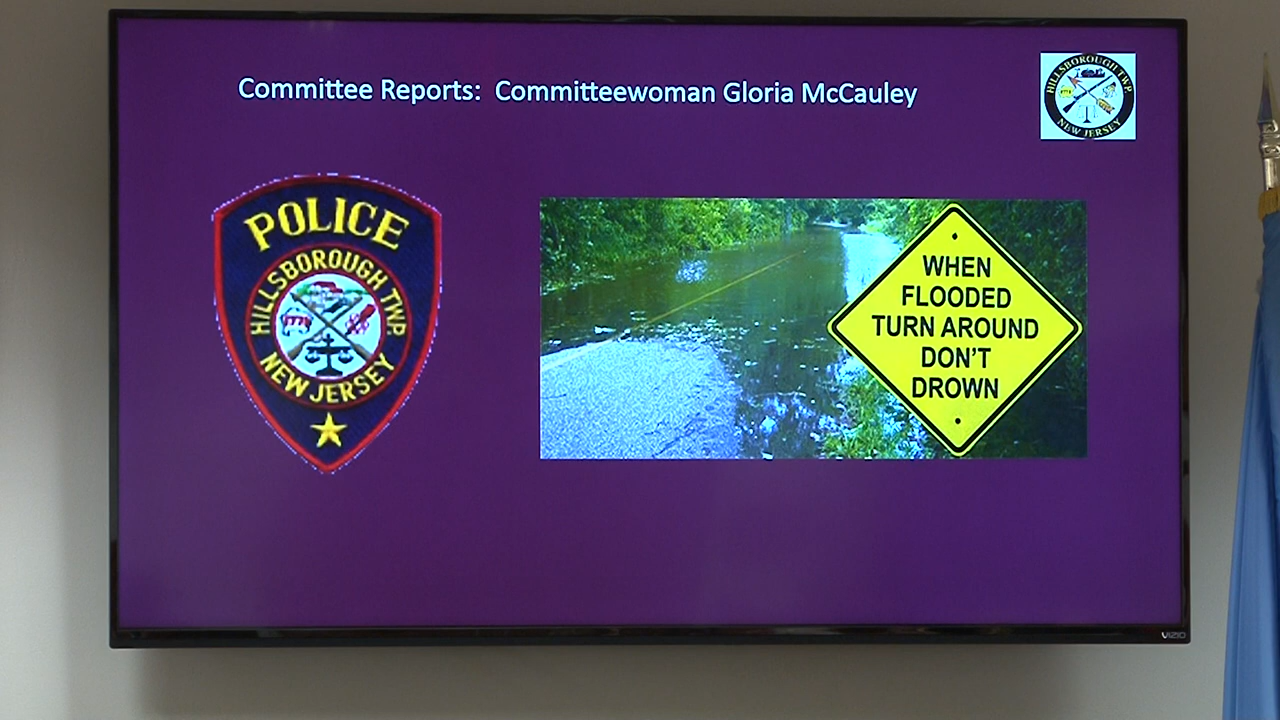 Committee Reports: Committeewoman Gloria McCauley
HILLSBOROUGH TWP.
NEW JERSEY
POLICE
HILLSBOROUGH TWP
NEW JERSEY
WHEN
FLOODED
TURN AROUND
DON'T
DROWN
VIZIO